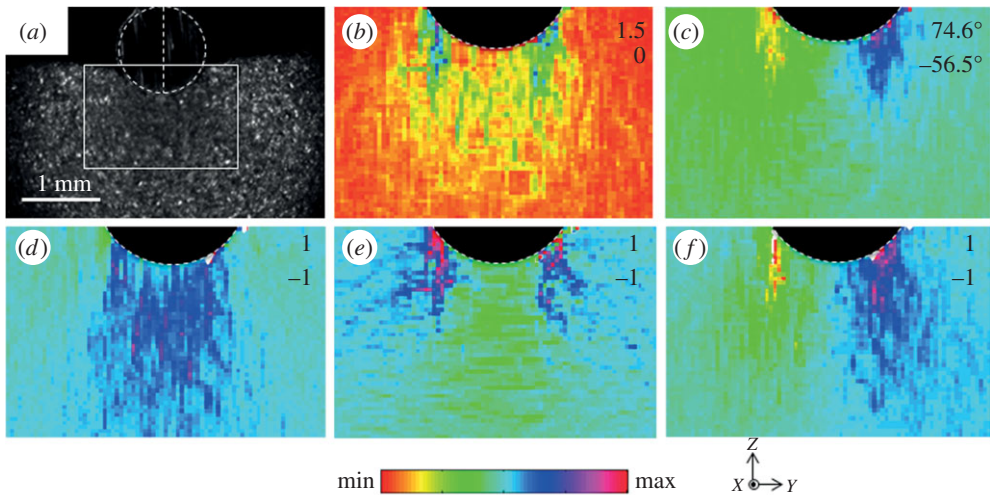 (a)
1 mm
(b)
1.5
0
(c)
74.6°
–56.5°
(d)
1
–1
(e)
1
–1
(f)
1
–1
min
max
Z
X
Y